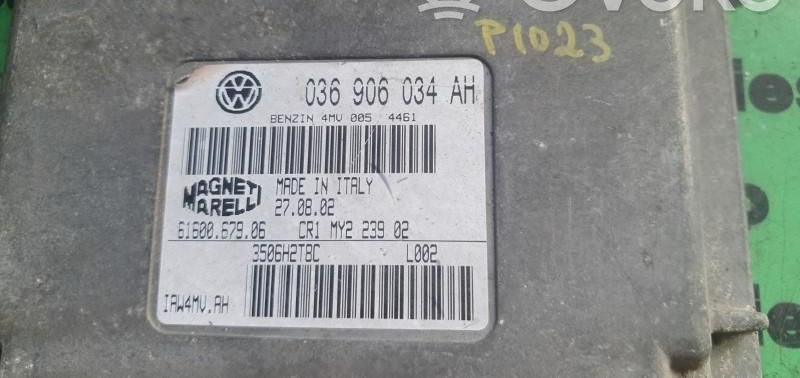 P1023
036 906 034 AH
BENZIN 4MV 005 4461
MAGNETI
MARELLI
MADE IN ITALY
27.08.02
61600.679.06 CR1 MY2 239 02
3506H2T8C L002
IAW4MV.AH